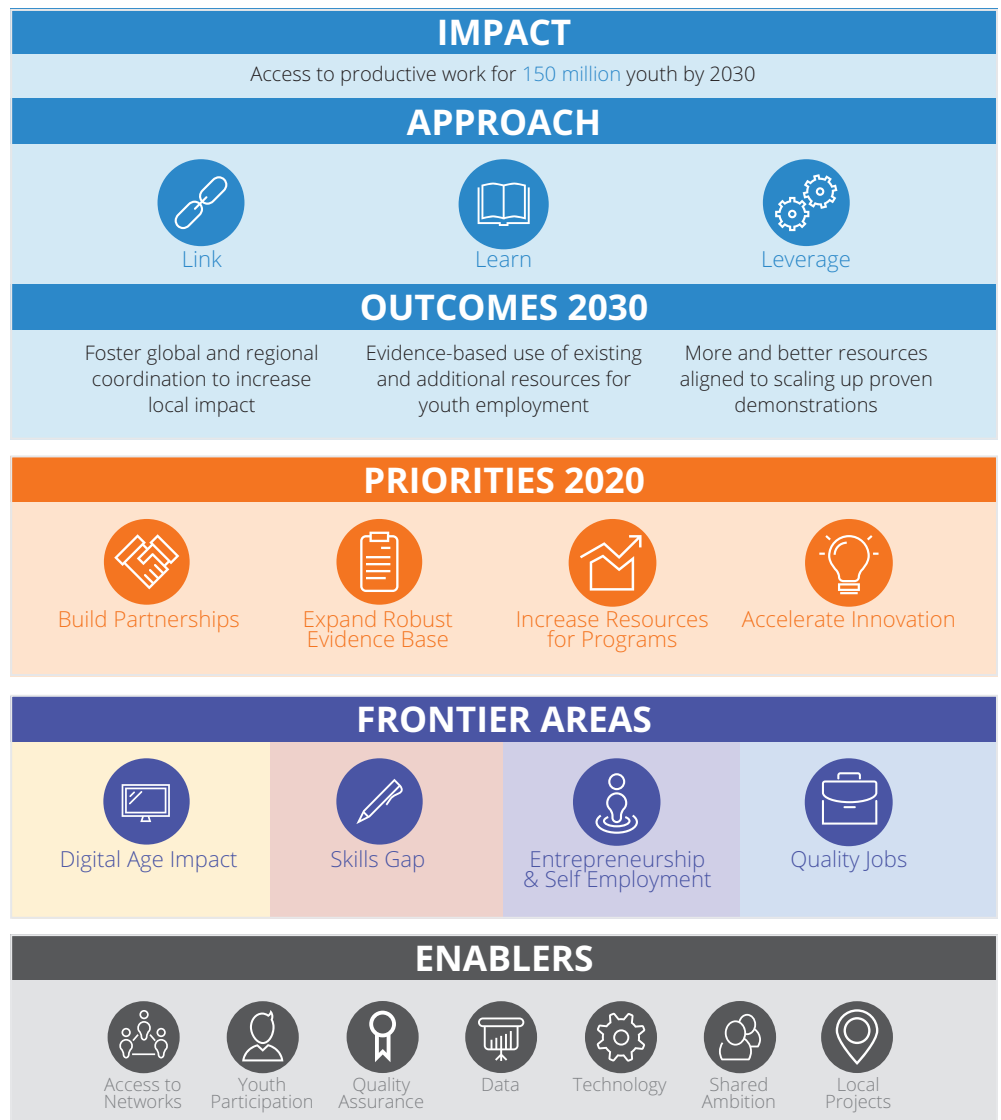 IMPACT
Access to productive work for 150 million youth by 2030
APPROACH
Link
Learn
Leverage
OUTCOMES 2030
Foster global and regional
coordination to increase
local impact
Evidence-based use of existing
and additional resources for
youth employment
More and better resources
aligned to scaling up proven
demonstrations
PRIORITIES 2020
Build Partnerships
Expand Robust
Evidence Base
Increase Resources
for Programs
Accelerate Innovation
FRONTIER AREAS
Digital Age Impact
Skills Gap
Entrepreneurship
& Self Employment
Quality Jobs
ENABLERS
Access to
Networks
Youth
Participation
Quality
Assurance
Data
Technology
Shared
Ambition
Local
Projects